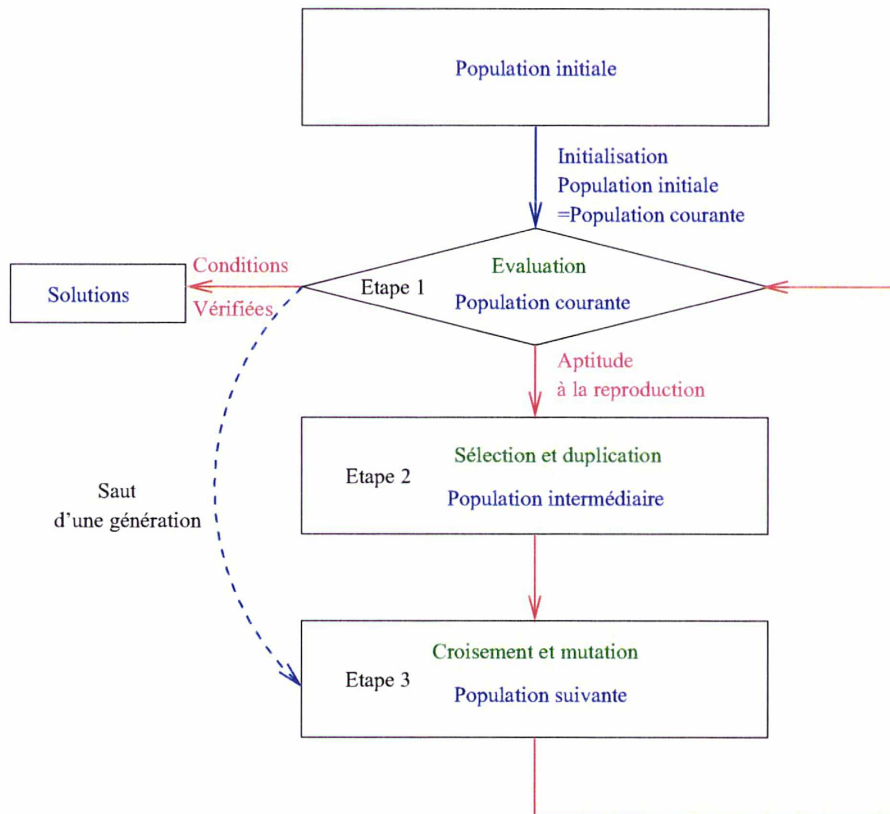 Population initiale
Initialisation
Population initiale
=Population courante
Conditions
Vérifiées
Solutions
Etape 1
Evaluation
Population courante
Aptitude
à la reproduction
Etape 2
Sélection et duplication
Population intermédiaire
Saut
d'une génération
Etape 3
Croisement et mutation
Population suivante